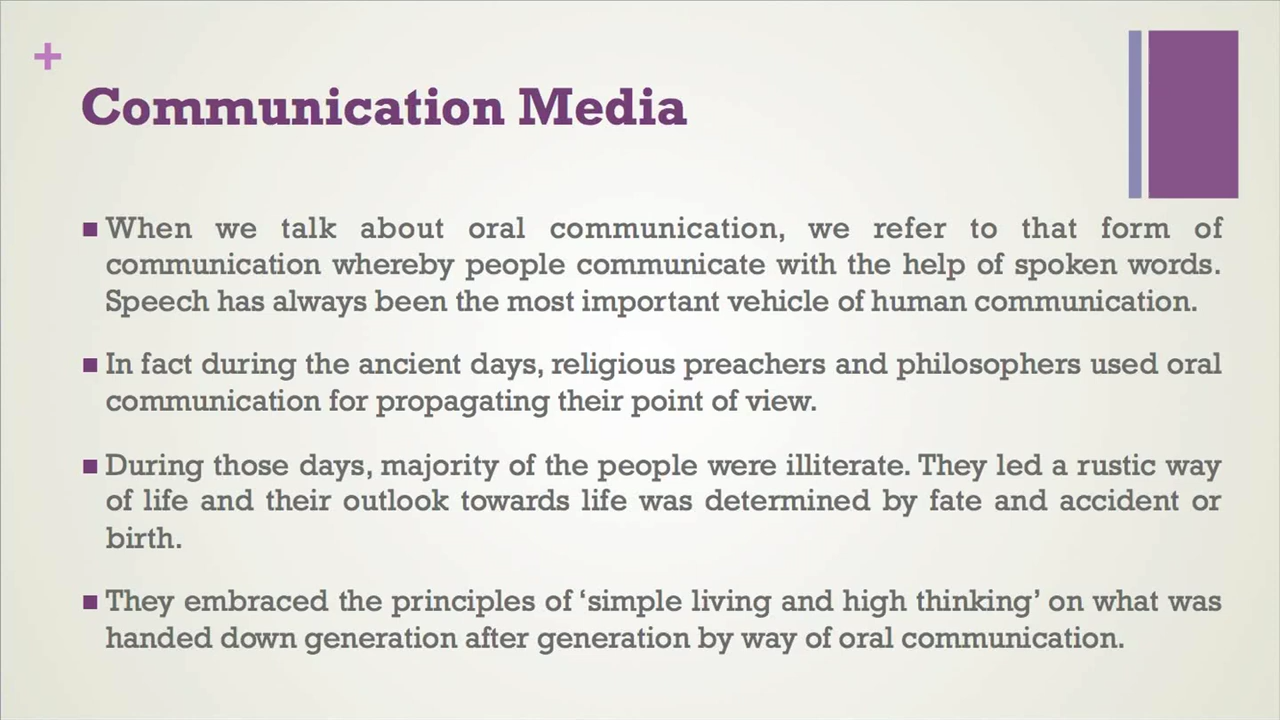 +
Communication Media
■ When we talk about oral communication, we refer to that form of
communication whereby people communicate with the help of spoken words.
Speech has always been the most important vehicle of human communication.
■ In fact during the ancient days, religious preachers and philosophers used oral
communication for propagating their point of view.
■ During those days, majority of the people were illiterate. They led a rustic way
of life and their outlook towards life was determined by fate and accident or
birth.
■ They embraced the principles of ‘simple living and high thinking’ on what was
handed down generation after generation by way of oral communication.